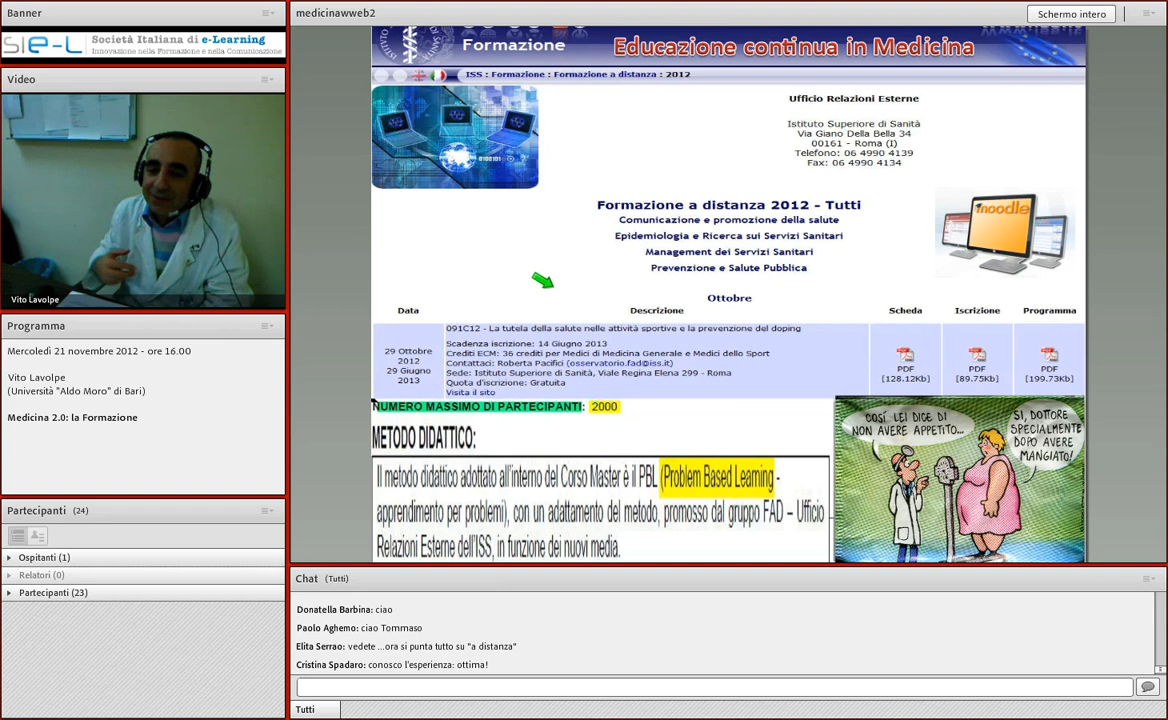 Banner
SIE-L Società Italiana di e-Learning
Innovazione nella Formazione e nella Comunicazione
Video
Vito Lavolpe
Programma
Mercoledì 21 novembre 2012 - ore 16.00
Vito Lavolpe
(Università "Aldo Moro" di Bari)
Medicina 2.0: la Formazione
Partecipanti (24)
Ospitanti (1)
Relatori (0)
Partecipanti (23)
medicinawweb2
Schermo intero
Formazione
Educazione continua in Medicina
ISS : Formazione : Formazione a distanza : 2012
Ufficio Relazioni Esterne
Istituto Superiore di Sanità
Via Giano Della Bella 34
00161 - Roma (I)
Telefono: 06 4990 4139
Fax: 06 4990 4134
Formazione a distanza 2012 - Tutti
Comunicazione e promozione della salute
Epidemiologia e Ricerca sui Servizi Sanitari
Management dei Servizi Sanitari
Prevenzione e Salute Pubblica
moodle
Ottobre
Data Descrizione Scheda Iscrizione Programma
29 Ottobre
2012
29 Giugno
2013
091C12 - La tutela della salute nelle attività sportive e la prevenzione del doping
Scadenza iscrizione: 14 Giugno 2013
Crediti ECM: 36 crediti per Medici di Medicina Generale e Medici dello Sport
Contattaci: Roberta Pacifici (osservatorio.fad@iss.it)
Sede: Istituto Superiore di Sanità, Viale Regina Elena 299 - Roma
Quota d'iscrizione: Gratuita
Visita il sito
PDF
[128.12Kb]
PDF
[89.75Kb]
PDF
[199.73Kb]
NUMERO MASSIMO DI PARTECIPANTI: 2000
METODO DIDATTICO:
Il metodo didattico adottato all'interno del Corso Master è il PBL (Problem Based Learning -
apprendimento per problemi), con un adattamento del metodo, promosso dal gruppo FAD – Ufficio
Relazioni Esterne dell'ISS, in funzione dei nuovi media.
COSÍ LEI DICE DI
NON AVERE APPETITO...
SI, DOTTORE
SPECIALMENTE
DOPO AVERE
MANGIATO!
Chat (Tutti)
Donatella Barbina: ciao
Paolo Aghemo: ciao Tommaso
Elita Serrao: vedete ...ora si punta tutto su "a distanza"
Cristina Spadaro: conosco l'esperienza: ottima!
Tutti